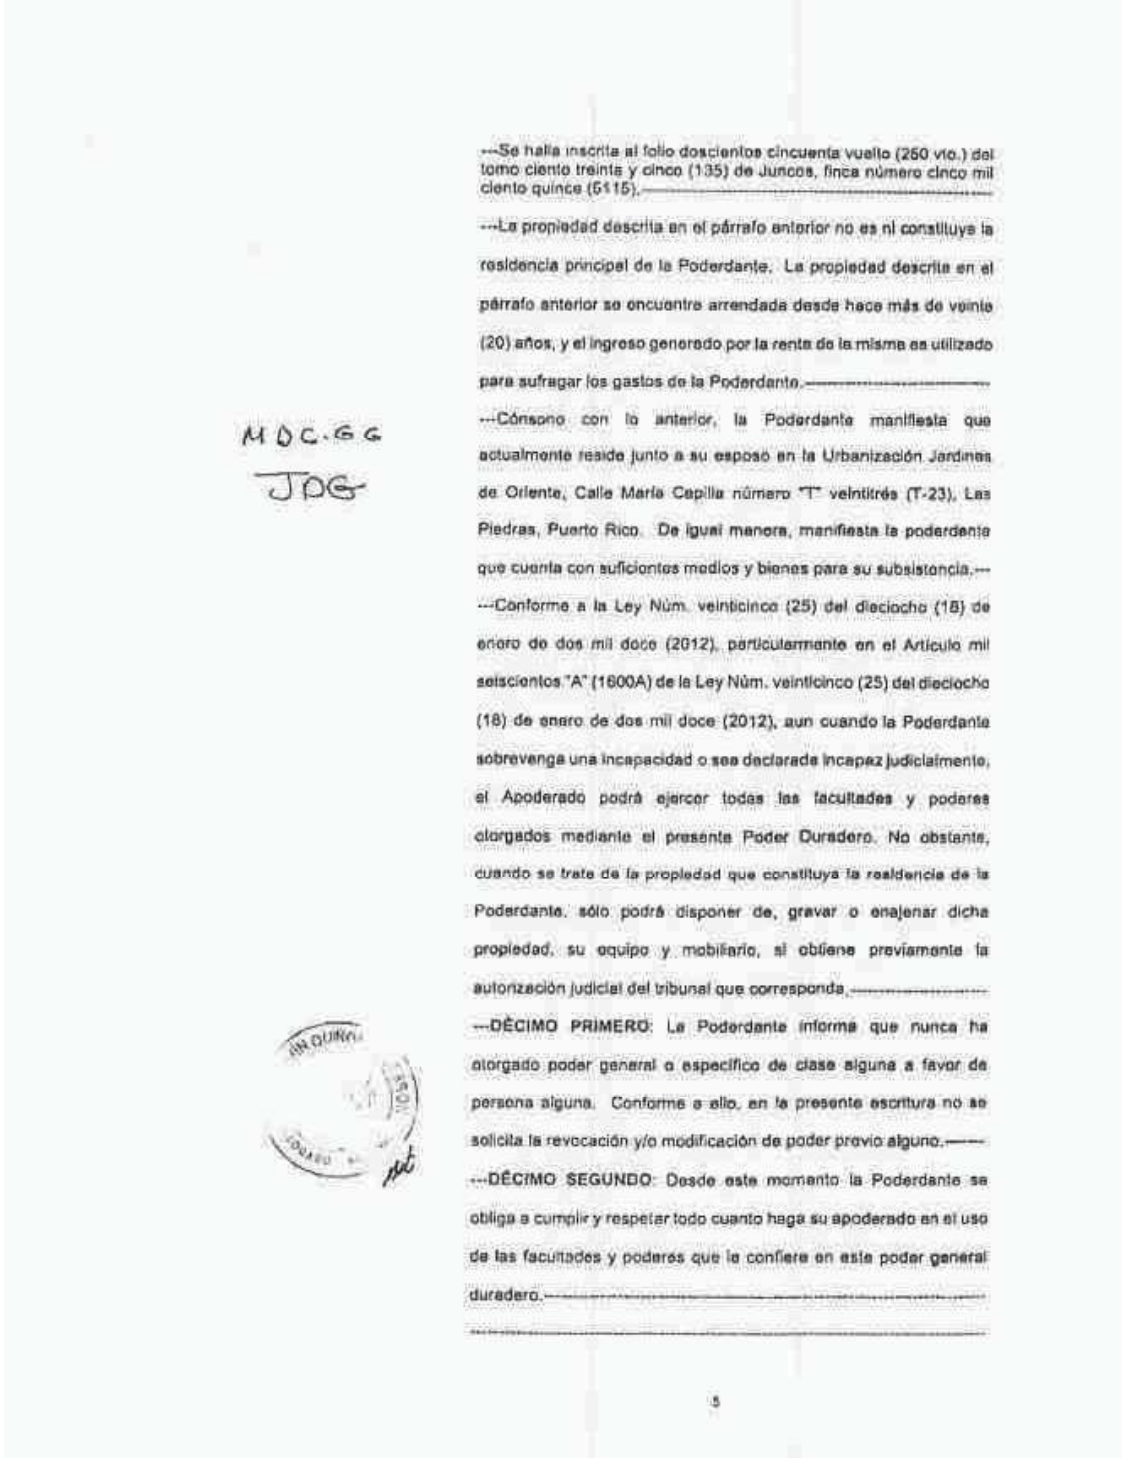 ---Se halla inscrita al folio doscientos cincuenta vuelto (250 vto.) del
tomo ciento treinta y cinco (135) de Juncos, finca número cinco mil
ciento quince (5115).---
---La propiedad descrita en el párrafo anterior no es ni constituye la
residencia principal de la Poderdante. La propiedad descrita en el
párrafo anterior se encuentra arrendada desde hace más de veinte
(20) años, y el ingreso generado por la renta de la misma es utilizado
para sufragar los gastos de la Poderdante.---
---Cónsono con lo anterior, la Poderdante manifiesta que
actualmente reside junto a su esposo en la Urbanización Jardines
de Oriente, Calle María Capilla número "T" veintitrés (T-23), Las
Piedras, Puerto Rico. De igual manera, manifiesta la poderdante
que cuenta con suficientes medios y bienes para su subsistencia.---
---Conforme a la Ley Núm. veinticinco (25) del dieciocho (18) de
enero de dos mil doce (2012), particularmente en el Artículo mil
seiscientos "A" (1600A) de la Ley Núm. veinticinco (25) del dieciocho
(18) de enero de dos mil doce (2012), aun cuando la Poderdante
sobrevenga una incapacidad o sea declarada incapaz judicialmente,
el Apoderado podrá ejercer todas las facultades y poderes
otorgados mediante el presente Poder Duradero. No obstante,
cuando se trate de la propiedad que constituya la residencia de la
Poderdante, sólo podrá disponer de, gravar o enajenar dicha
propiedad, su equipo y mobiliario, si obtiene previamente la
autorización judicial del tribunal que corresponda.---
---DÉCIMO PRIMERO: La Poderdante informa que nunca ha
otorgado poder general o específico de clase alguna a favor de
persona alguna. Conforme a ello, en la presente escritura no se
solicita la revocación y/o modificación de poder previo alguno.---
---DÉCIMO SEGUNDO: Desde este momento la Poderdante se
obliga a cumplir y respetar todo cuanto haga su apoderado en el uso
de las facultades y poderes que le confiere en este poder general
duradero.---
MDC.GG
JDG
5